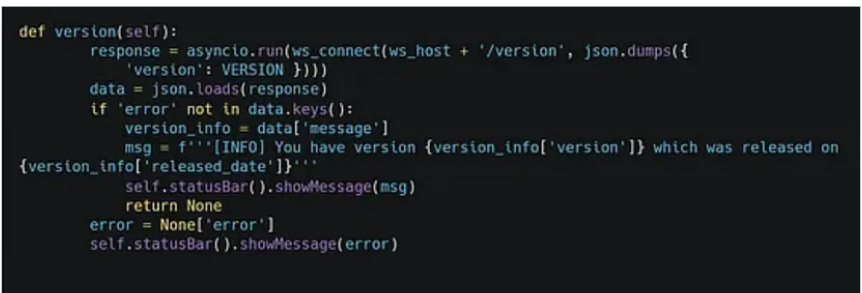 def version(self):
        response = asyncio.run(ws_connect(ws_host + '/version', json.dumps({
            'version': VERSION })))
        data = json.loads(response)
        if 'error' not in data.keys():
            version_info = data['message']
            msg = f'''[INFO] You have version {version_info['version']} which was released on
{version_info['released_date']}'''
            self.statusBar().showMessage(msg)
            return None
        error = None['error']
        self.statusBar().showMessage(error)